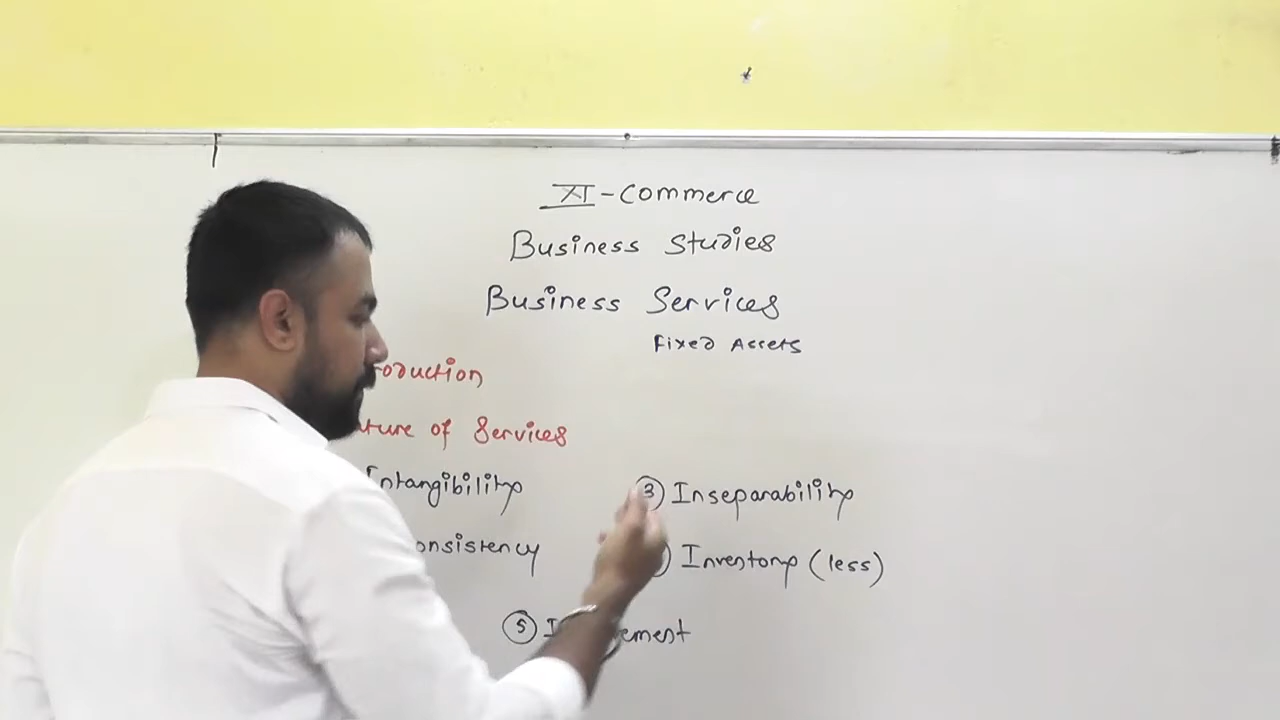 XI-Commerce
Business Studies
Business Services
Fixed Assets
roduction
ture of Services
Intangibility
③ Inseparability
onsistency
Inventory (less)
⑤ I ement